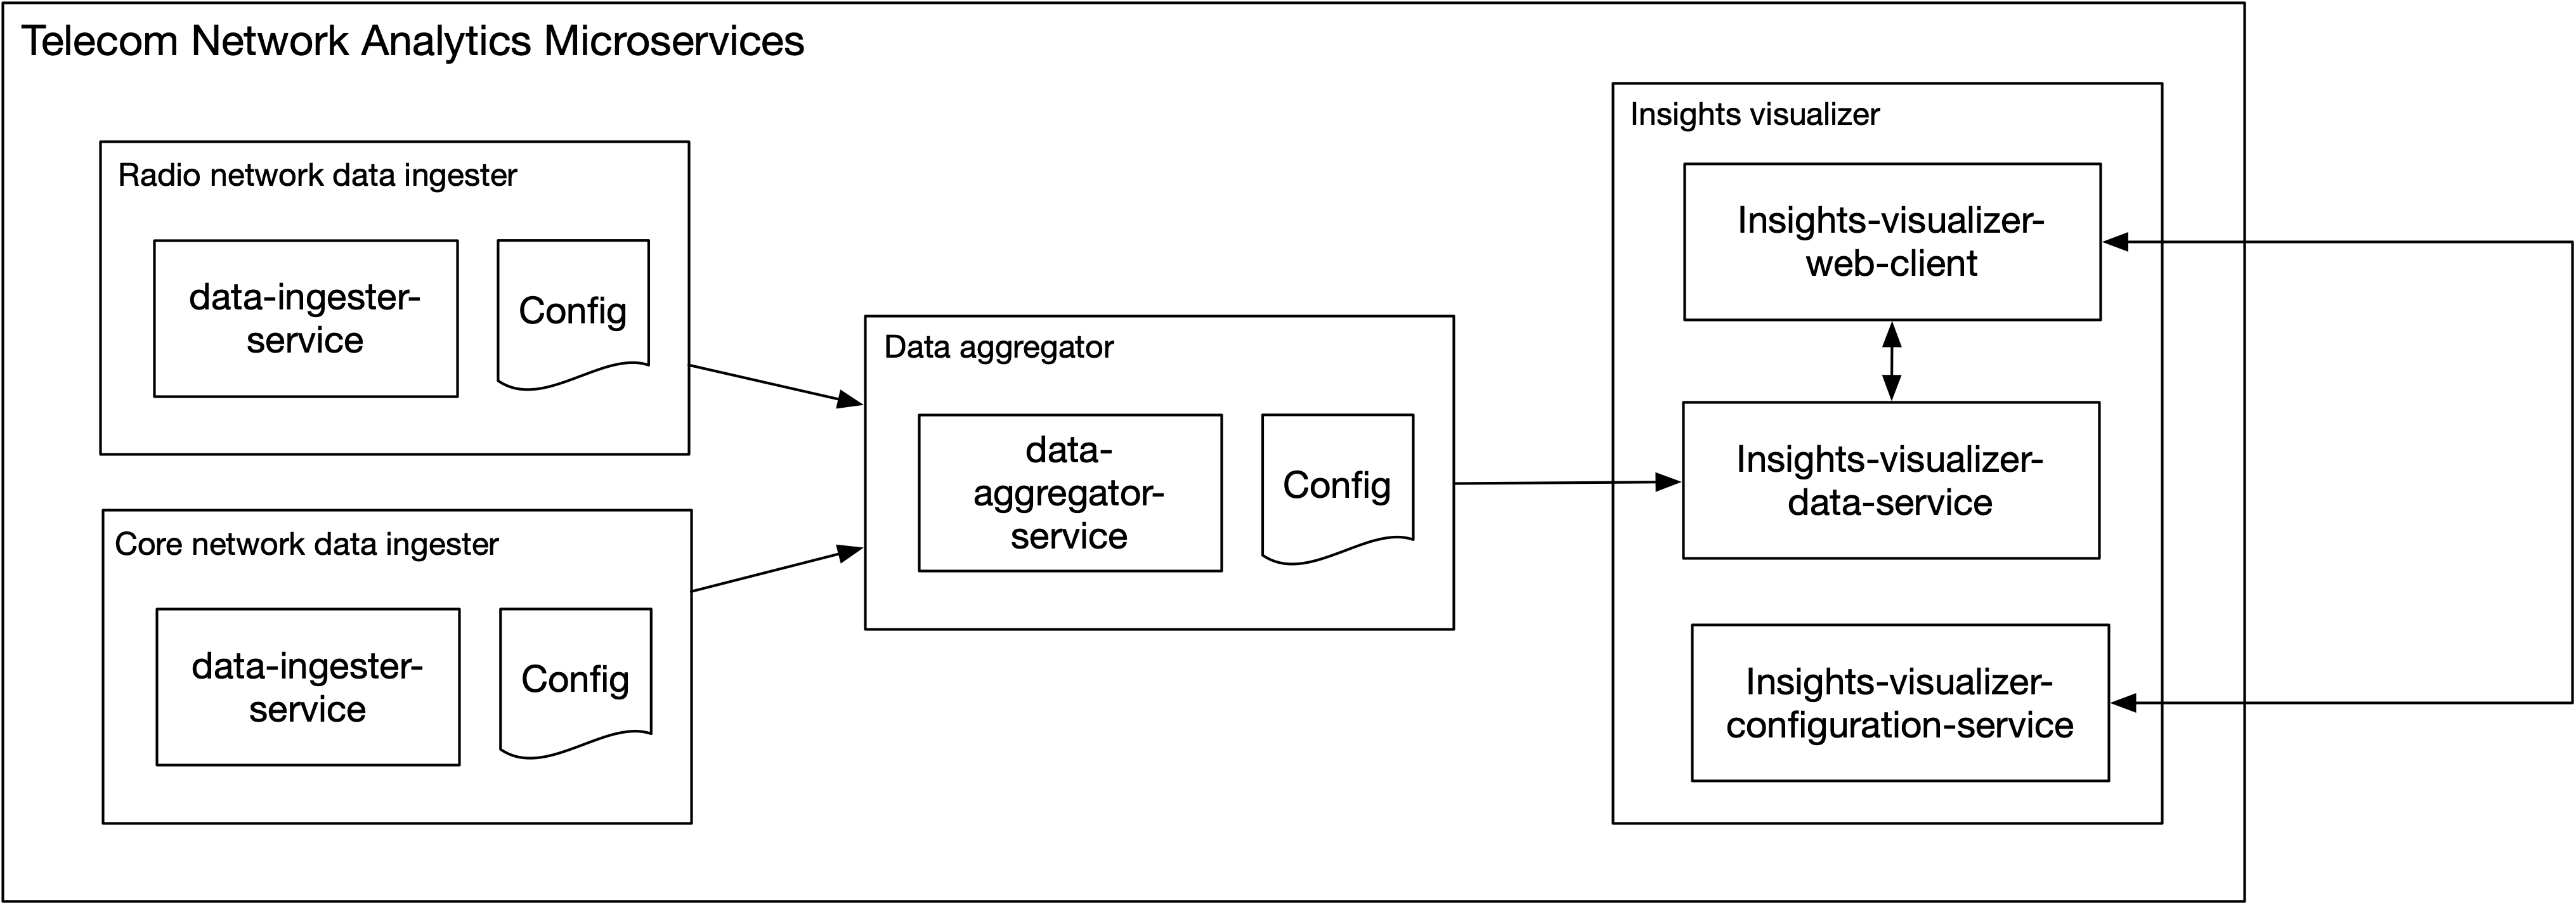 Telecom Network Analytics Microservices
Radio network data ingester
data-ingester-
service
Config
Core network data ingester
data-ingester-
service
Config
Data aggregator
data-
aggregator-
service
Config
Insights visualizer
Insights-visualizer-
web-client
Insights-visualizer-
data-service
Insights-visualizer-
configuration-service